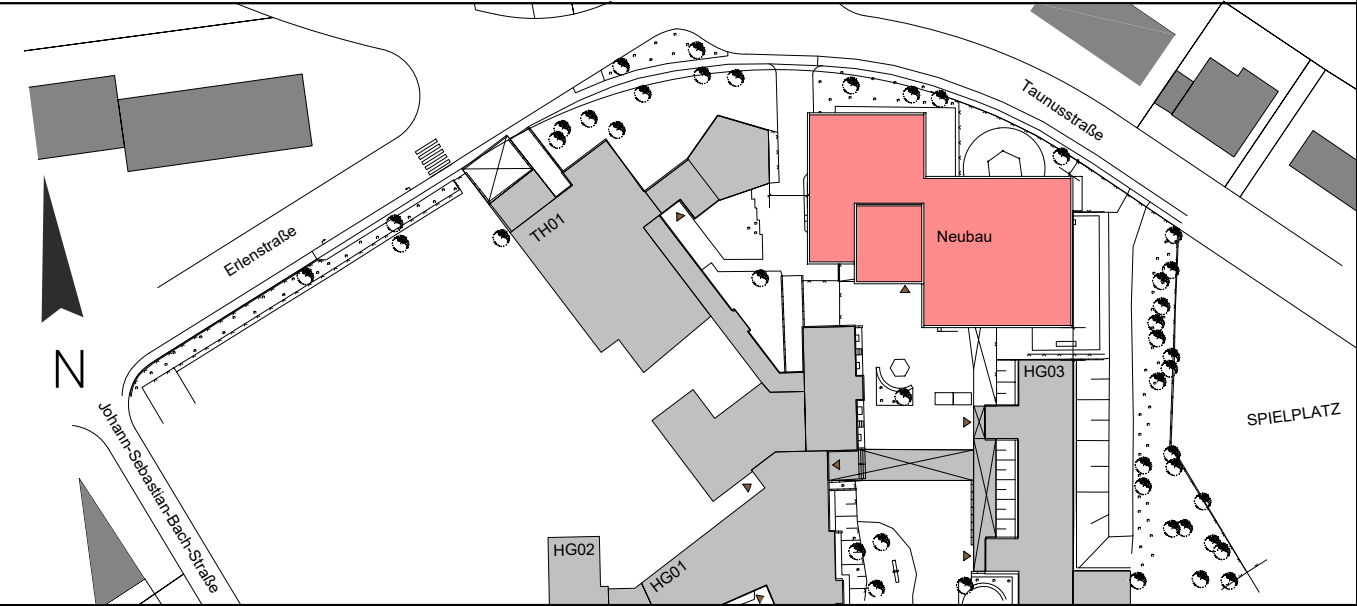 Taunusstraße
TH01
Erlenstraße
Neubau
N
HG03
SPIELPLATZ
Johann-Sebastian-Bach-Straße
HG02
HG01